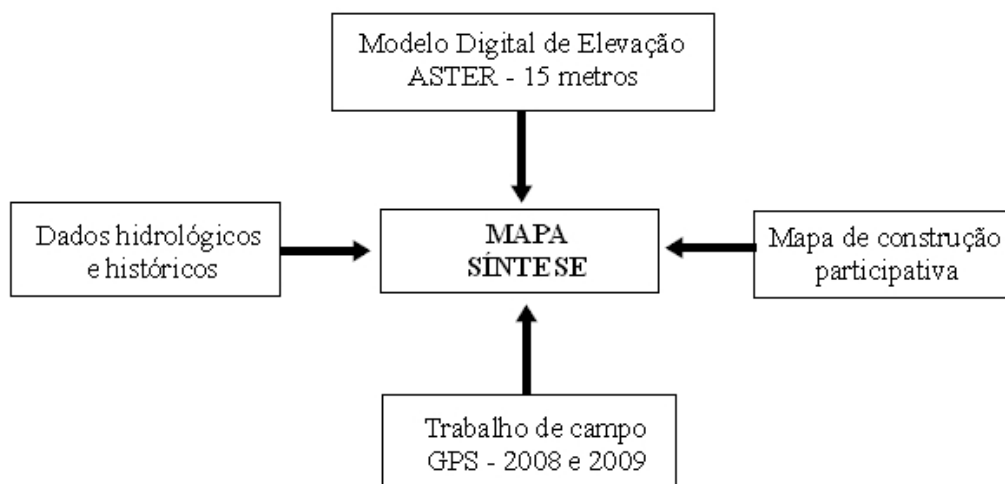 Modelo Digital de Elevação
ASTER - 15 metros
Dados hidrológicos
e históricos
MAPA
SÍNTESE
Mapa de construção
participativa
Trabalho de campo
GPS - 2008 e 2009